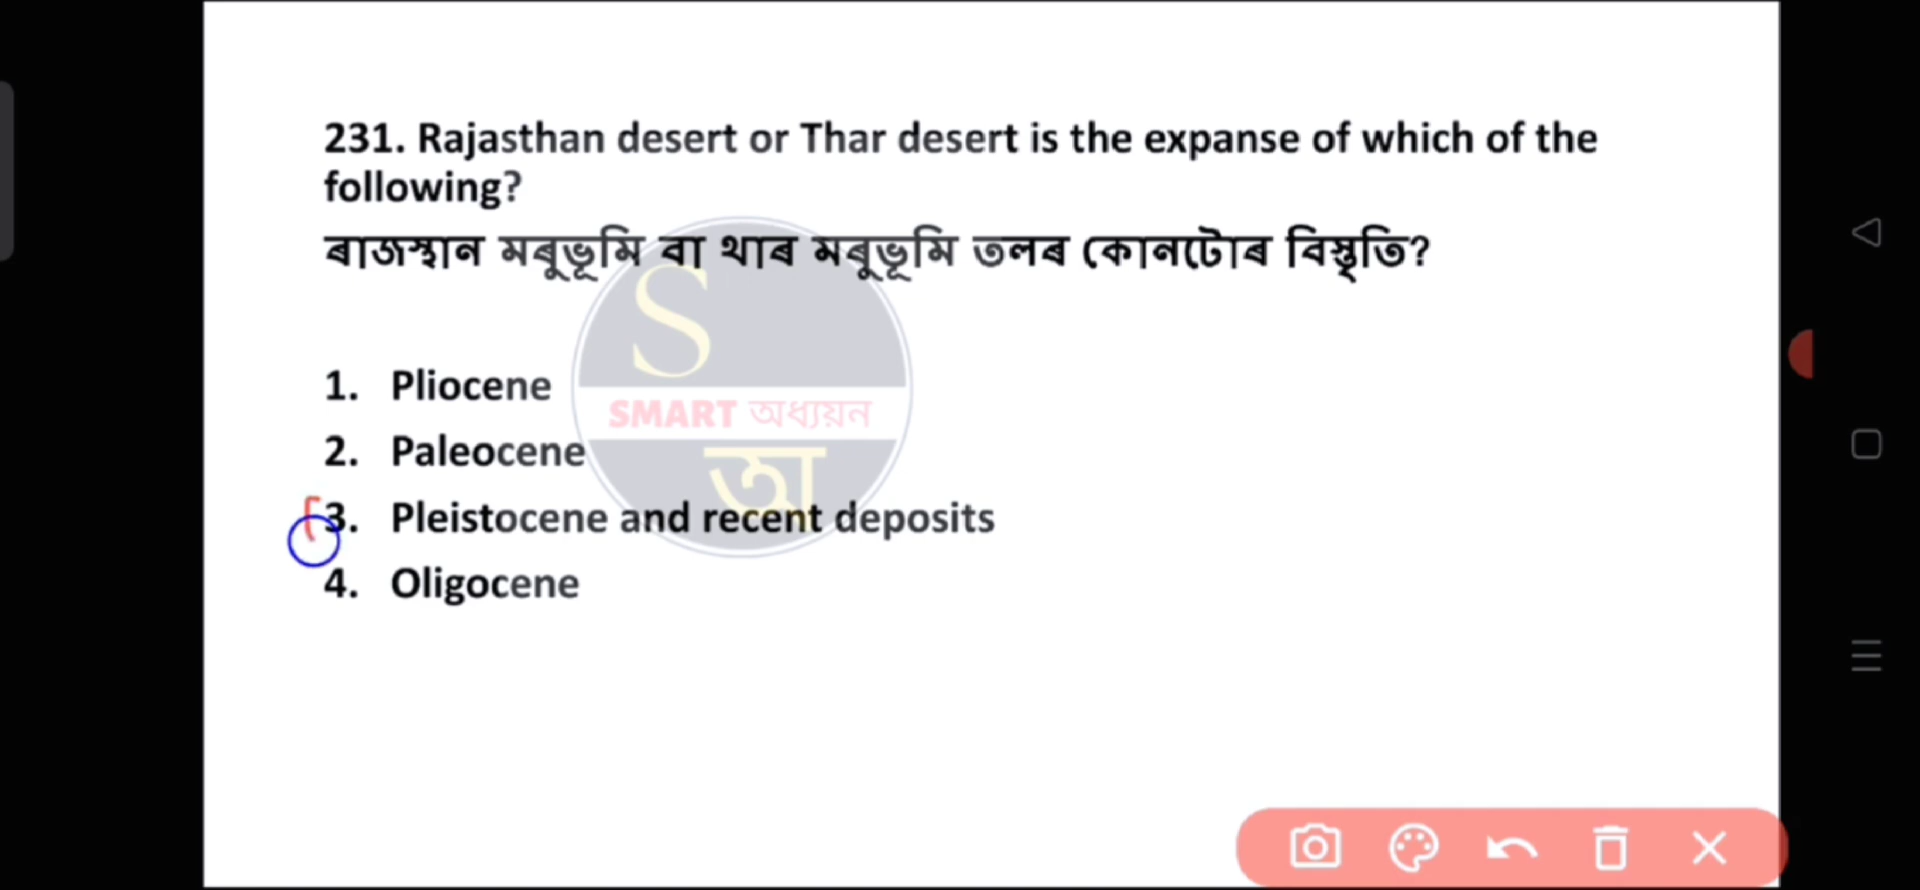 231. Rajasthan desert or Thar desert is the expanse of which of the
following?
ৰাজস্থান মৰুভূমি বা থাৰ মৰুভূমি তলৰ কোনটোৰ বিস্তৃতি?
S
1. Pliocene
SMART অধ্যয়ন
2. Paleocene
অ
3. Pleistocene and recent deposits
4. Oligocene